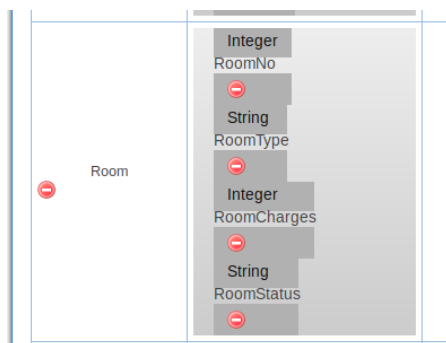 Integer
RoomNo
String
RoomType
Room
Integer
RoomCharges
String
RoomStatus